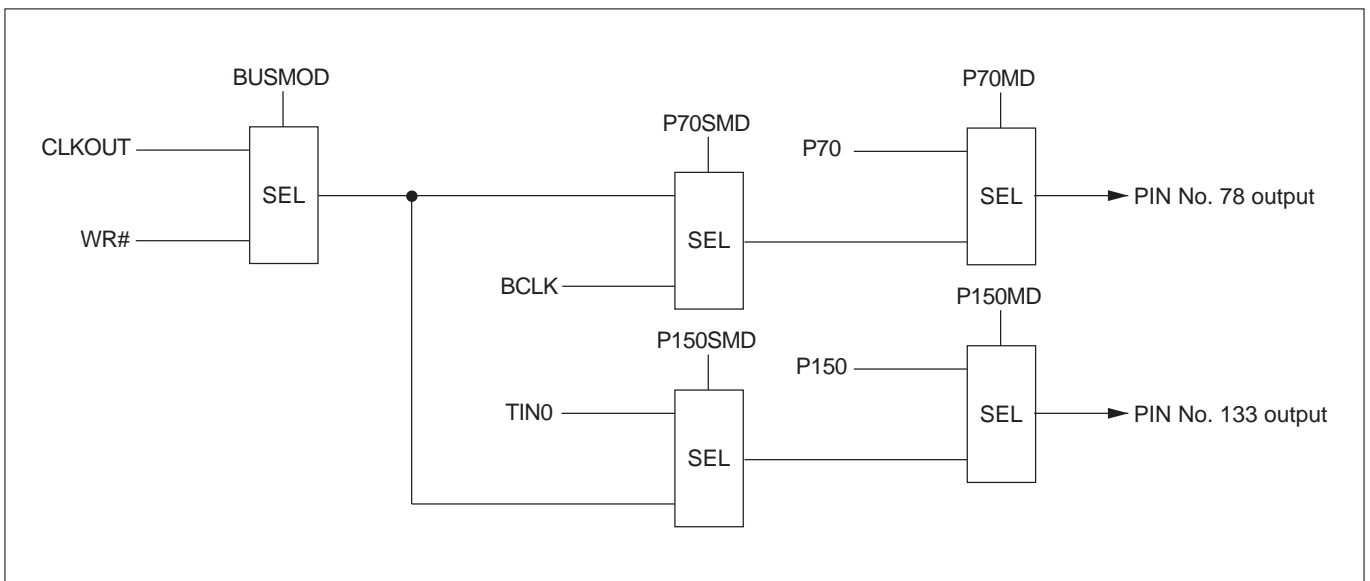 BUSMOD
CLKOUT
SEL
WR#
P70SMD
SEL
BCLK
P70MD
P70
SEL
PIN No. 78 output
P150SMD
TIN0
SEL
P150MD
P150
SEL
PIN No. 133 output